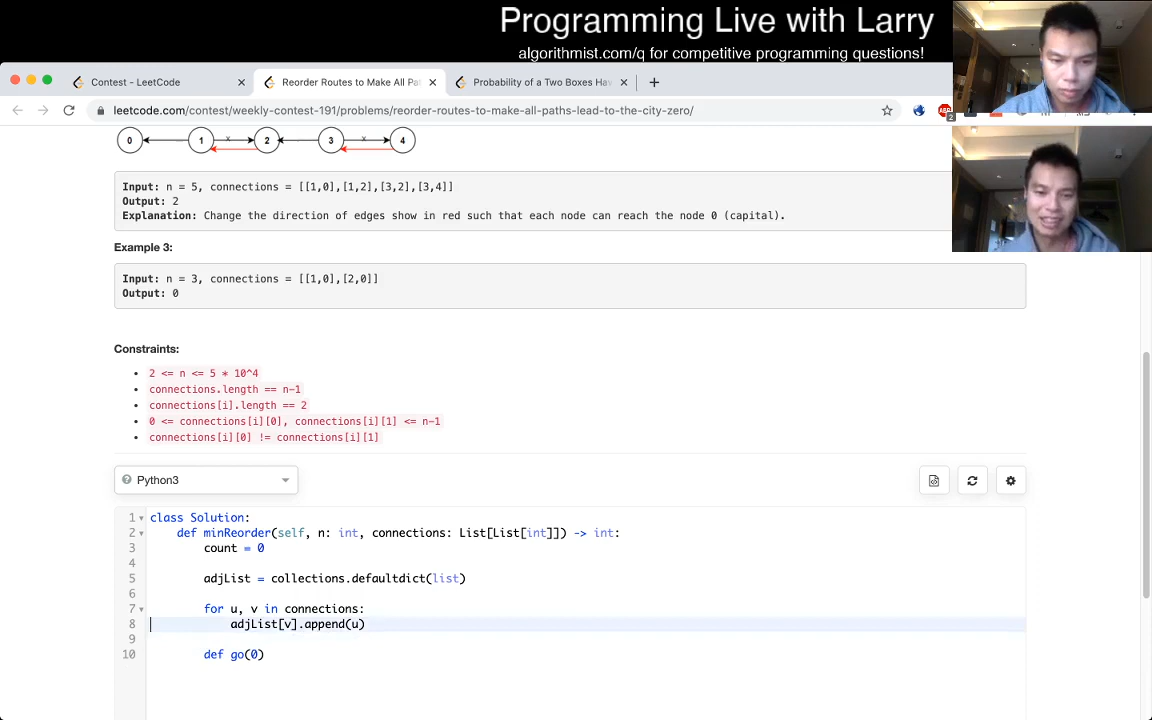 Programming Live with Larry
algorithmist.com/q for competitive programming questions!
Contest - LeetCode
Reorder Routes to Make All Pat
Probability of a Two Boxes Hav
leetcode.com/contest/weekly-contest-191/problems/reorder-routes-to-make-all-paths-lead-to-the-city-zero/
0 1 x 2 3 x 4
Input: n = 5, connections = [[1,0],[1,2],[3,2],[3,4]]
Output: 2
Explanation: Change the direction of edges show in red such that each node can reach the node 0 (capital).
Example 3:
Input: n = 3, connections = [[1,0],[2,0]]
Output: 0
Constraints:
2 <= n <= 5 * 10^4
connections.length == n-1
connections[i].length == 2
0 <= connections[i][0], connections[i][1] <= n-1
connections[i][0] != connections[i][1]
Python3
1 class Solution:
2 def minReorder(self, n: int, connections: List[List[int]]) -> int:
3 count = 0
4
5 adjList = collections.defaultdict(list)
6
7 for u, v in connections:
8 adjList[v].append(u)
9
10 def go(0)